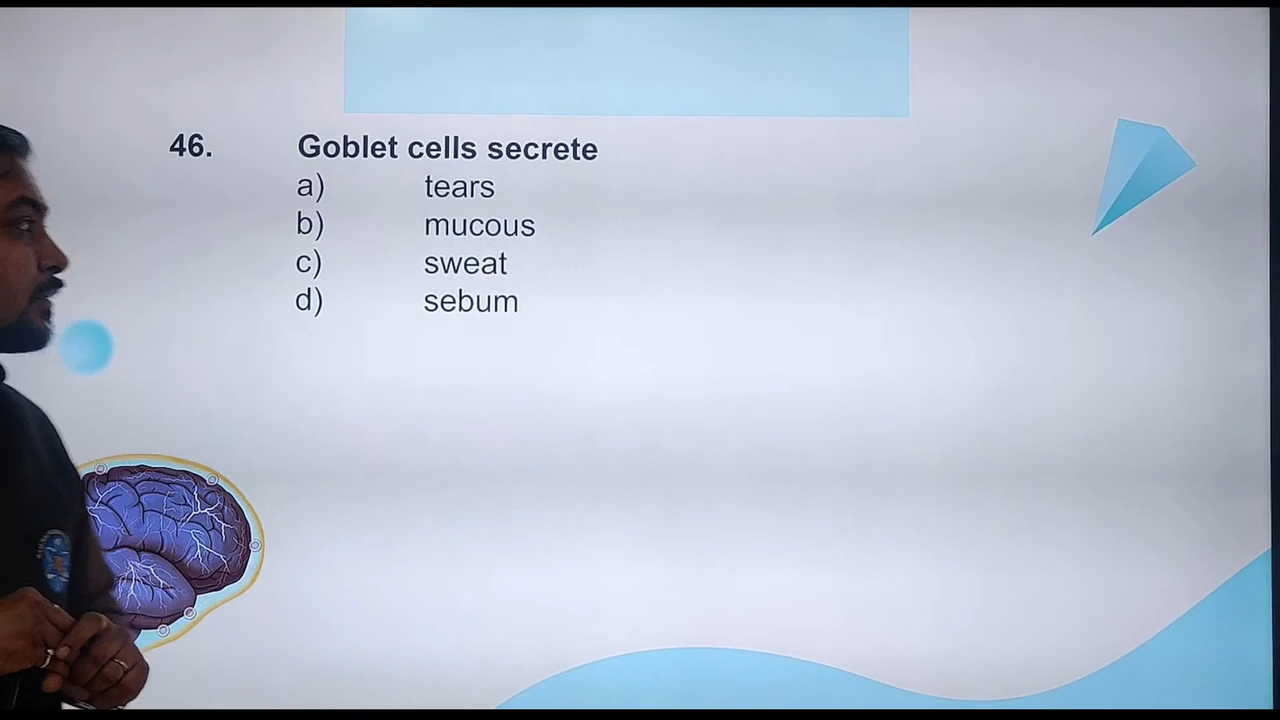 46. Goblet cells secrete
a) tears
b) mucous
c) sweat
d) sebum